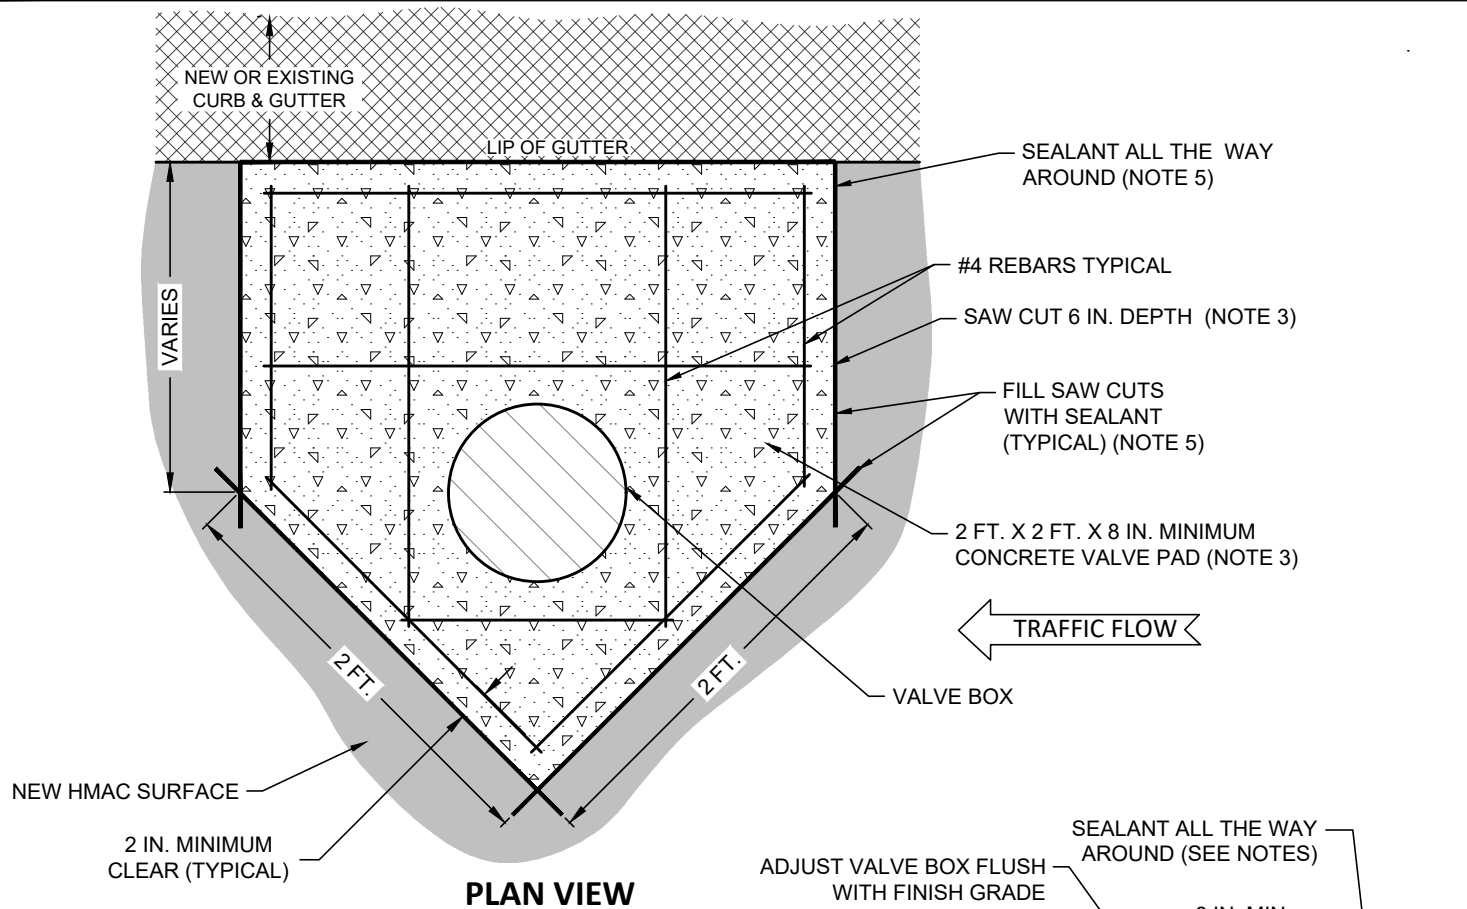 NEW OR EXISTING
CURB & GUTTER
LIP OF GUTTER
SEALANT ALL THE WAY
AROUND (NOTE 5)
#4 REBARS TYPICAL
SAW CUT 6 IN. DEPTH (NOTE 3)
VARIES
FILL SAW CUTS
WITH SEALANT
(TYPICAL) (NOTE 5)
2 FT. X 2 FT. X 8 IN. MINIMUM
CONCRETE VALVE PAD (NOTE 3)
TRAFFIC FLOW
2 FT.
2 FT.
VALVE BOX
NEW HMAC SURFACE
2 IN. MINIMUM
CLEAR (TYPICAL)
PLAN VIEW
SEALANT ALL THE WAY
AROUND (SEE NOTES)
ADJUST VALVE BOX FLUSH
WITH FINISH GRADE